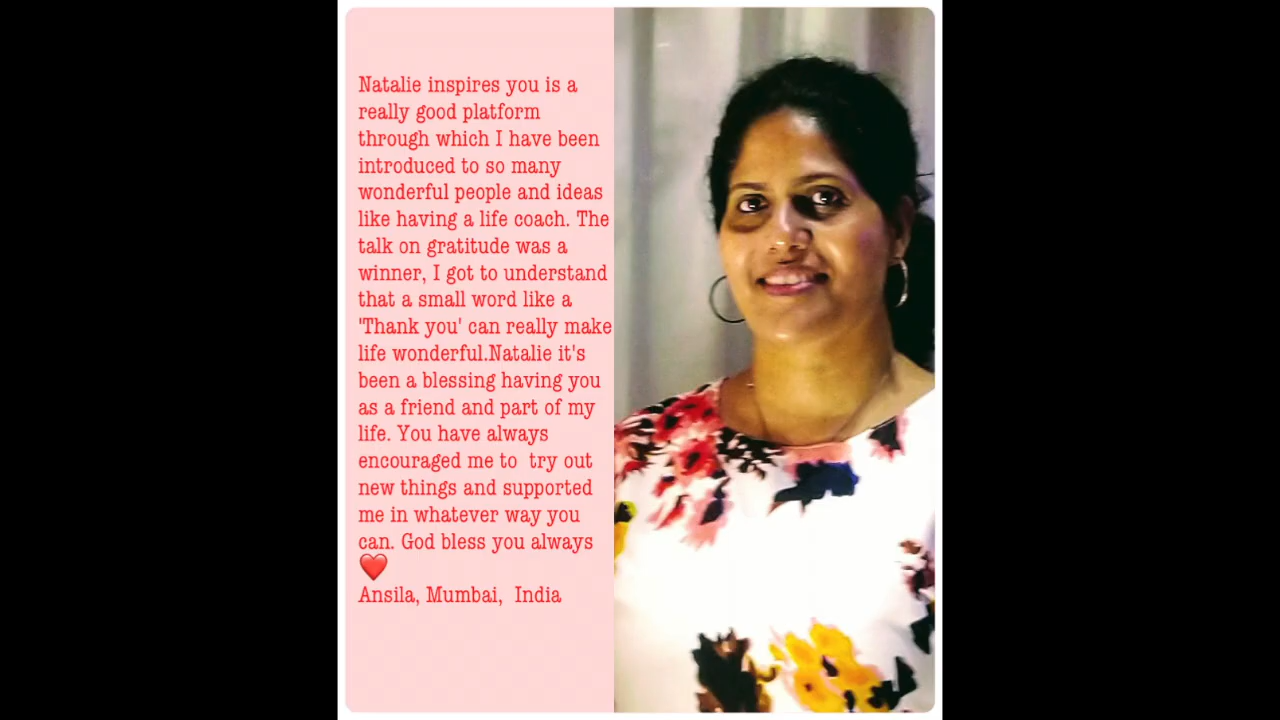 Natalie inspires you is a
really good platform
through which I have been
introduced to so many
wonderful people and ideas
like having a life coach. The
talk on gratitude was a
winner, I got to understand
that a small word like a
'Thank you' can really make
life wonderful.Natalie it's
been a blessing having you
as a friend and part of my
life. You have always
encouraged me to  try out
new things and supported
me in whatever way you
can. God bless you always
❤️
Ansila, Mumbai,  India